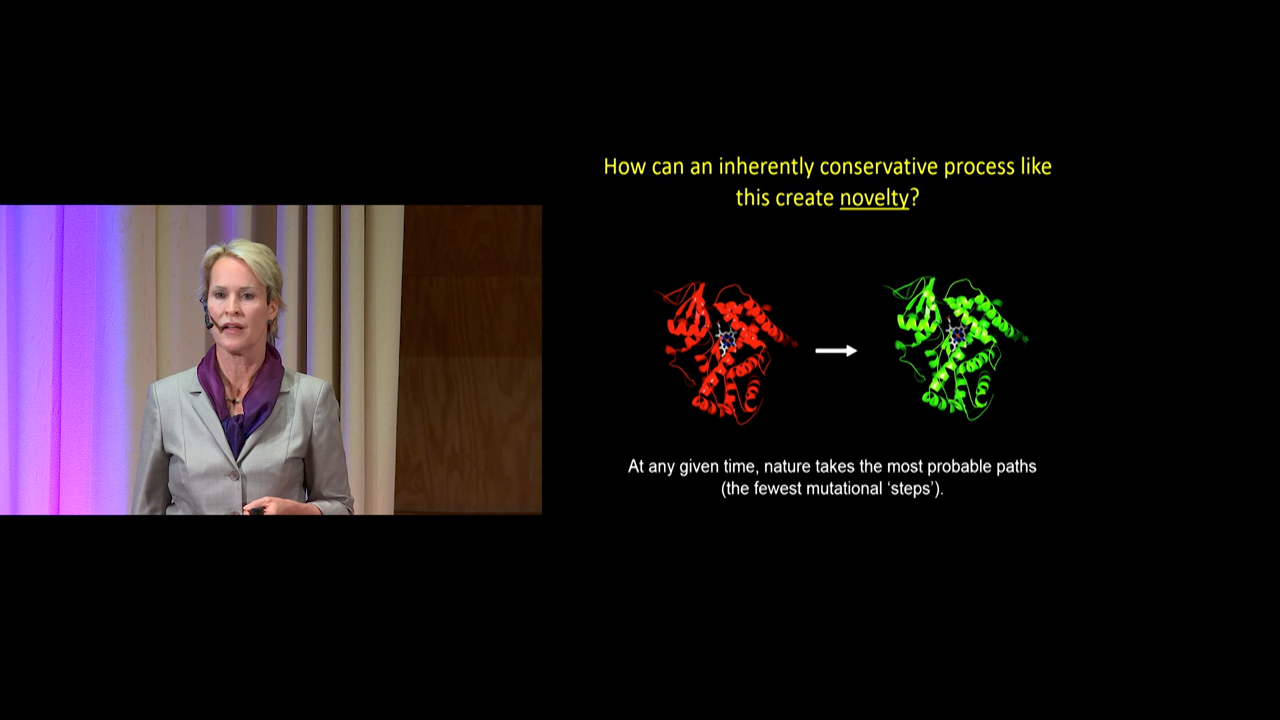 How can an inherently conservative process like
this create novelty?
At any given time, nature takes the most probable paths
(the fewest mutational ‘steps’).